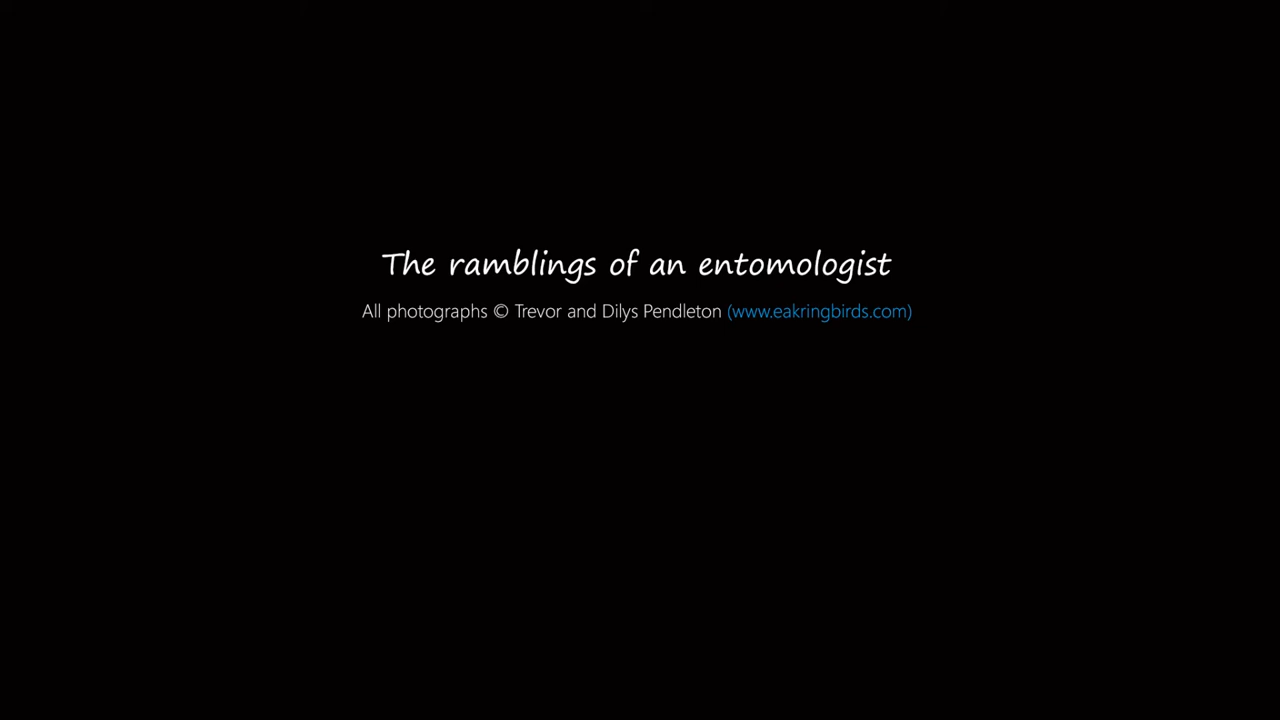 The ramblings of an entomologist
All photographs © Trevor and Dilys Pendleton (www.eakringbirds.com)